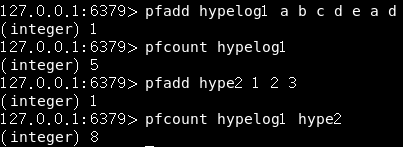 127.0.0.1:6379> pfadd hypelog1 a b c d e a d
(integer) 1
127.0.0.1:6379> pfcount hypelog1
(integer) 5
127.0.0.1:6379> pfadd hype2 1 2 3
(integer) 1
127.0.0.1:6379> pfcount hypelog1 hype2
(integer) 8